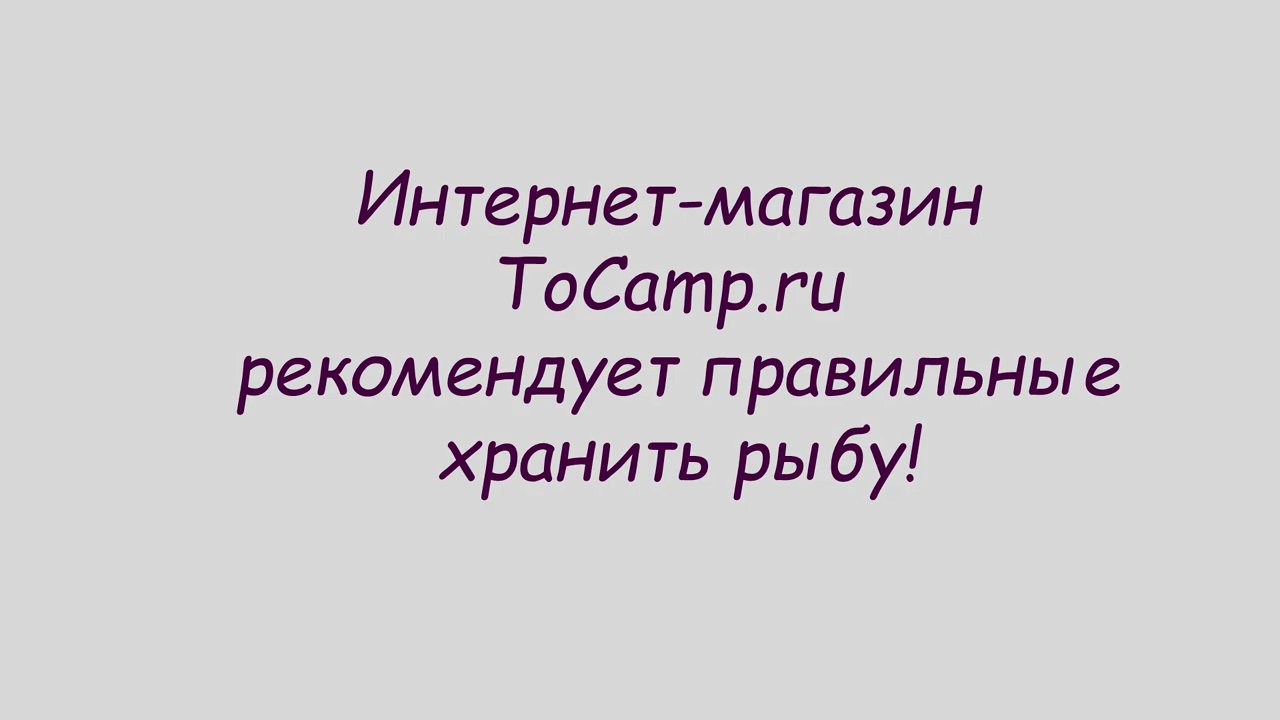 Интернет-магазин
ToCamp.ru
рекомендует правильные
хранить рыбу!